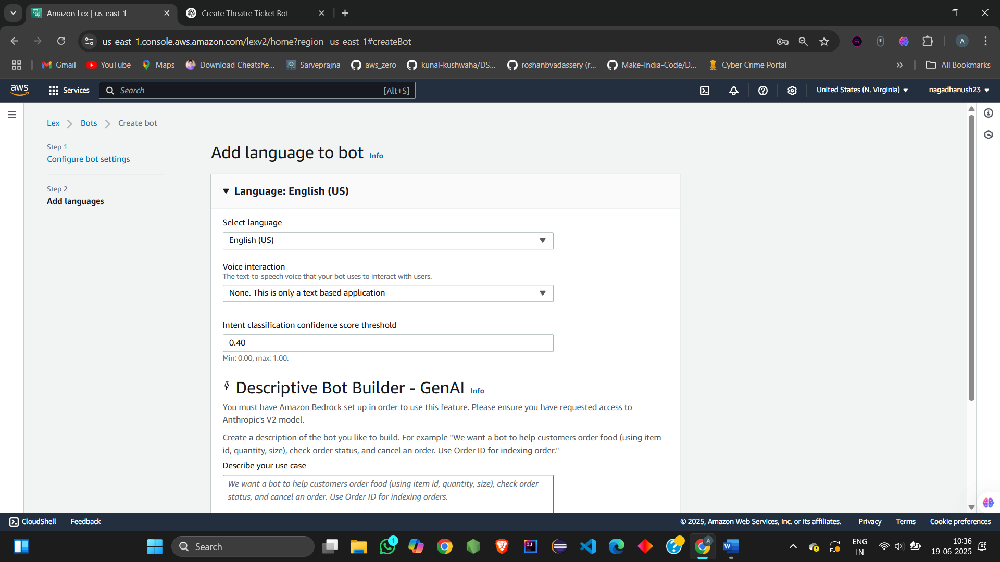 Amazon Lex | us-east-1
Create Theatre Ticket Bot
us-east-1.console.aws.amazon.com/lexv2/home?region=us-east-1#createBot
A
Gmail
YouTube
Maps
Download Cheatshe...
Sarveprajna
aws_zero
kunal-kushwaha/DS...
roshanbvadassery (r...
Make-India-Code/D...
Cyber Crime Portal
All Bookmarks
aws
Services
Search
[Alt+S]
United States (N. Virginia)
nagadhanush23
Lex
Bots
Create bot
Step 1
Configure bot settings
Step 2
Add languages
Add language to bot Info
Language: English (US)
Select language
English (US)
Voice interaction
The text-to-speech voice that your bot uses to interact with users.
None. This is only a text based application
Intent classification confidence score threshold
0.40
Min: 0.00, max: 1.00.
Descriptive Bot Builder - GenAI Info
You must have Amazon Bedrock set up in order to use this feature. Please ensure you have requested access to
Anthropic's V2 model.
Create a description of the bot you like to build. For example "We want a bot to help customers order food (using item
id, quantity, size), check order status, and cancel an order. Use Order ID for indexing order."
Describe your use case
We want a bot to help customers order food (using item id, quantity, size), check order
status, and cancel an order. Use Order ID for indexing orders.
CloudShell
Feedback
© 2025, Amazon Web Services, Inc. or its affiliates.
Privacy
Terms
Cookie preferences
Search
1
A
ENG
IN
10:36
19-06-2025